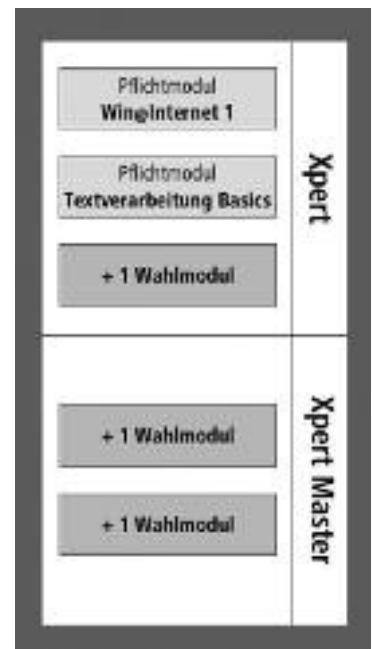 Pflichtmodul
Win@Internet 1
Pflichtmodul
Textverarbeitung Basics
+ 1 Wahlmodul
Xpert
+ 1 Wahlmodul
+ 1 Wahlmodul
Xpert Master